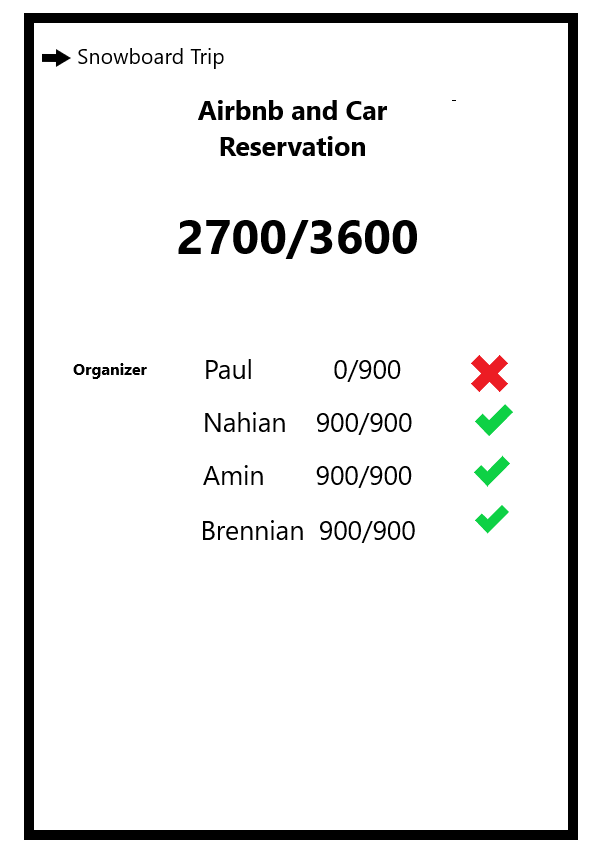 Snowboard Trip
Airbnb and Car
Reservation
2700/3600
Organizer Paul 0/900
Nahian 900/900
Amin 900/900
Brennian 900/900